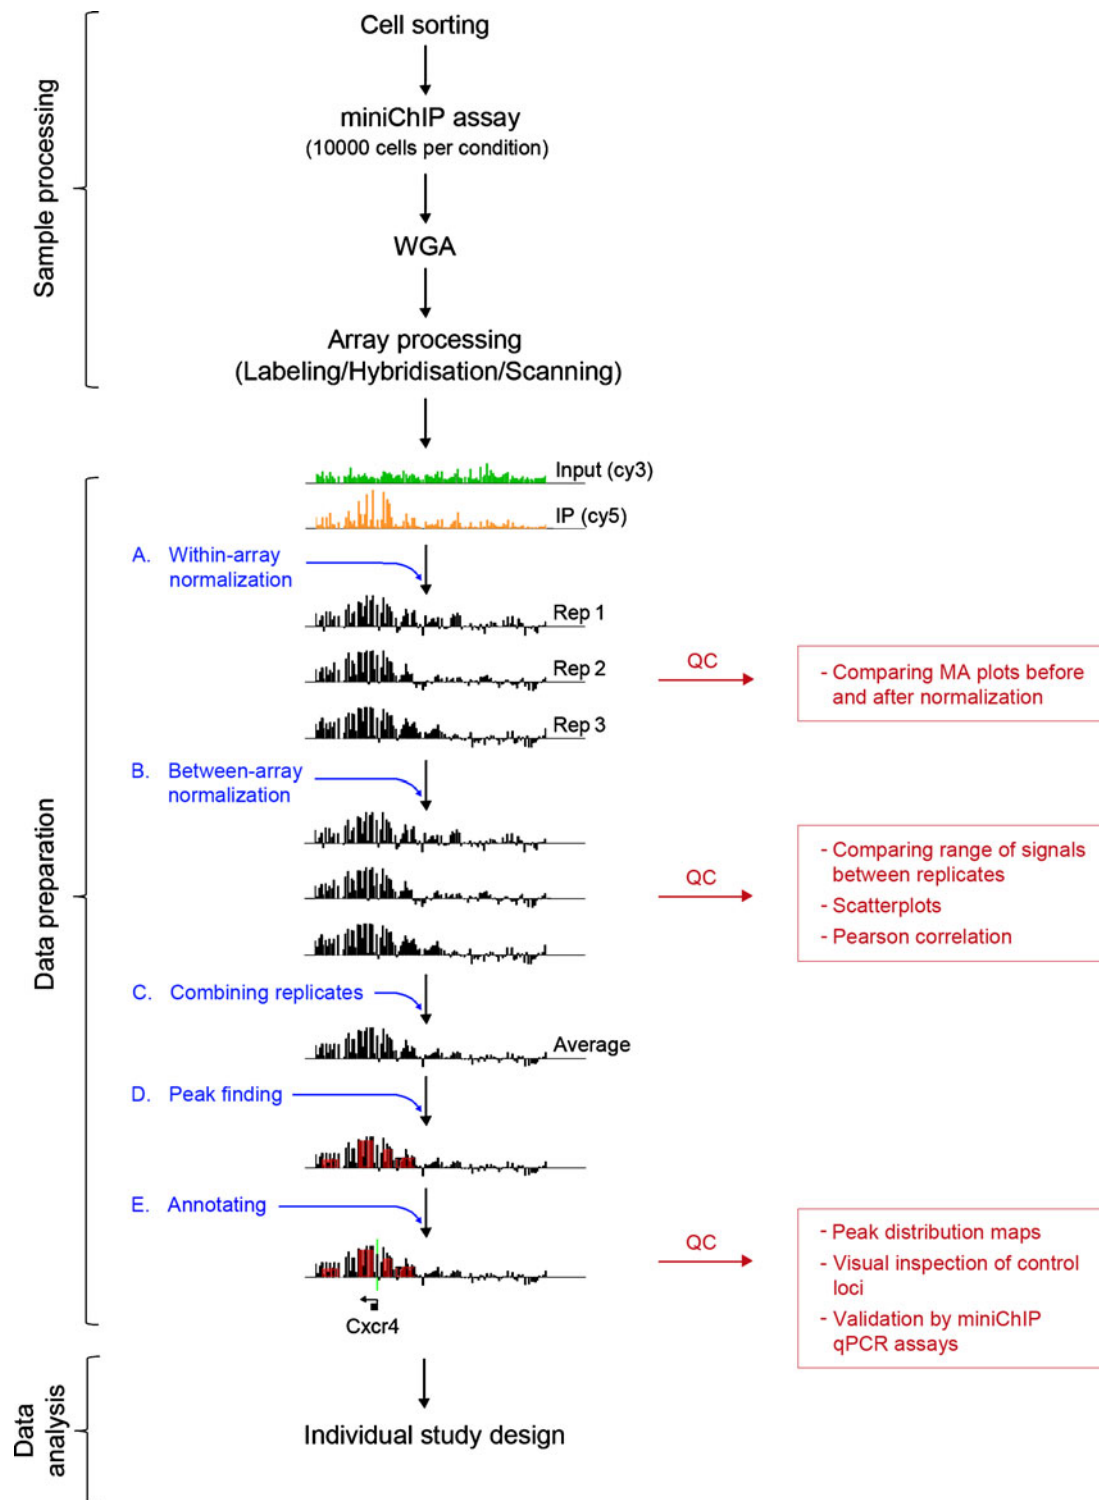 Sample processing
Cell sorting
miniChIP assay
(10000 cells per condition)
WGA
Array processing
(Labeling/Hybridisation/Scanning)
Data preparation
Input (cy3)
IP (cy5)
A. Within-array
normalization
Rep 1
Rep 2
Rep 3
QC
- Comparing MA plots before
and after normalization
B. Between-array
normalization
QC
- Comparing range of signals
between replicates
- Scatterplots
- Pearson correlation
C. Combining replicates
Average
D. Peak finding
E. Annotating
QC
- Peak distribution maps
- Visual inspection of control
loci
- Validation by miniChIP
qPCR assays
Cxcr4
Data
analysis
Individual study design